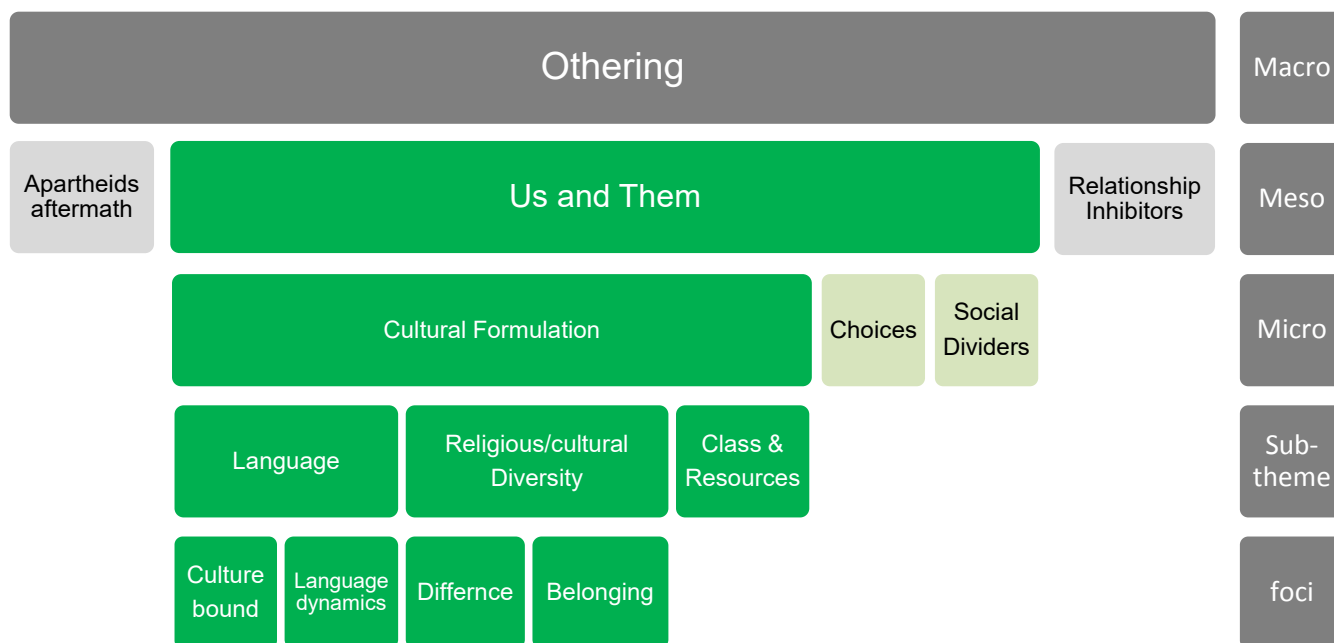 Othering
Macro
Apartheids
aftermath
Us and Them
Relationship
Inhibitors
Meso
Cultural Formulation
Choices
Social
Dividers
Micro
Language
Religious/cultural
Diversity
Class &
Resources
Sub-
theme
Culture
bound
Language
dynamics
Differnce
Belonging
foci